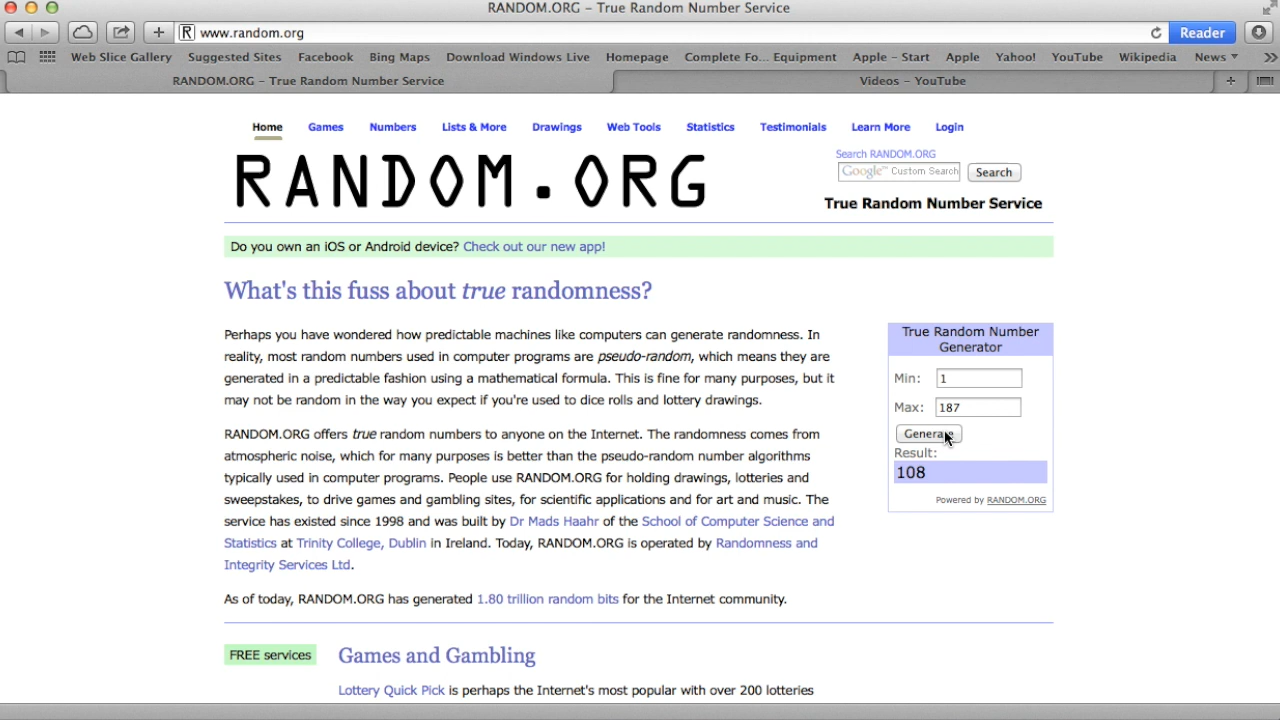 RANDOM.ORG – True Random Number Service
www.random.org
Reader
Web Slice Gallery Suggested Sites Facebook Bing Maps Download Windows Live Homepage Complete Fo... Equipment Apple – Start Apple Yahoo! YouTube Wikipedia News
RANDOM.ORG – True Random Number Service Videos – YouTube
Home Games Numbers Lists & More Drawings Web Tools Statistics Testimonials Learn More Login
RANDOM.ORG
Search RANDOM.ORG
Google™ Custom Search Search
True Random Number Service
Do you own an iOS or Android device? Check out our new app!
What's this fuss about true randomness?
Perhaps you have wondered how predictable machines like computers can generate randomness. In
reality, most random numbers used in computer programs are pseudo-random, which means they are
generated in a predictable fashion using a mathematical formula. This is fine for many purposes, but it
may not be random in the way you expect if you're used to dice rolls and lottery drawings.
RANDOM.ORG offers true random numbers to anyone on the Internet. The randomness comes from
atmospheric noise, which for many purposes is better than the pseudo-random number algorithms
typically used in computer programs. People use RANDOM.ORG for holding drawings, lotteries and
sweepstakes, to drive games and gambling sites, for scientific applications and for art and music. The
service has existed since 1998 and was built by Dr Mads Haahr of the School of Computer Science and
Statistics at Trinity College, Dublin in Ireland. Today, RANDOM.ORG is operated by Randomness and
Integrity Services Ltd.
As of today, RANDOM.ORG has generated 1.80 trillion random bits for the Internet community.
True Random Number
Generator
Min: 1
Max: 187
Generate
Result:
108
Powered by RANDOM.ORG
FREE services
Games and Gambling
Lottery Quick Pick is perhaps the Internet's most popular with over 200 lotteries